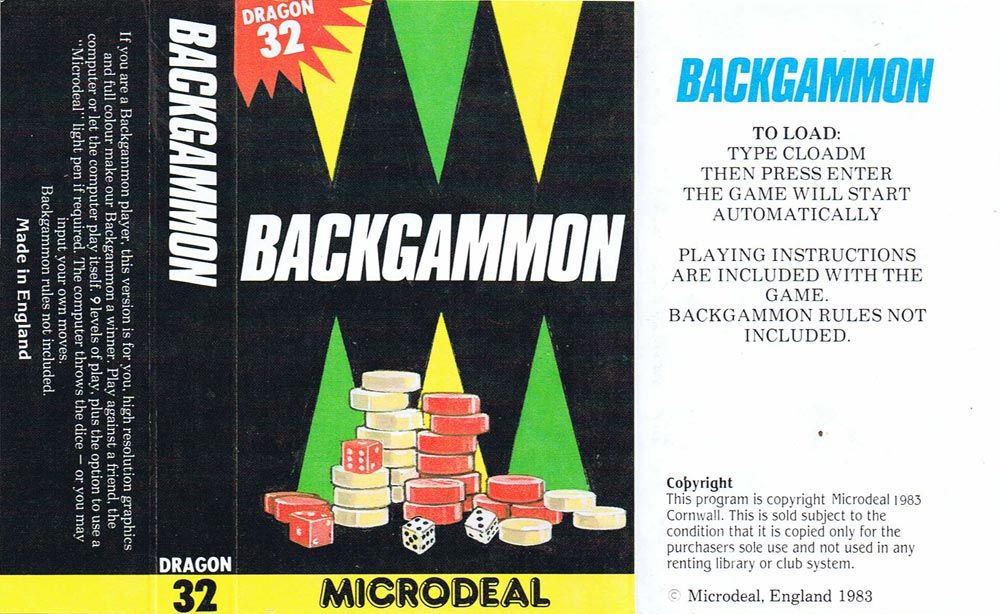 If you are a Backgammon player, this version is for you, high resolution graphics
and full colour make our Backgammon a winner. Play against a friend, the
computer or let the computer play itself. 9 levels of play, plus the option to use a
"Microdeal" light pen if required. The computer throws the dice — or you may
input your own moves.
Backgammon rules not included.
Made in England
BACKGAMMON
DRAGON
32
DRAGON
32
BACKGAMMON
MICRODEAL
BACKGAMMON
TO LOAD:
TYPE CLOADM
THEN PRESS ENTER
THE GAME WILL START
AUTOMATICALLY
PLAYING INSTRUCTIONS
ARE INCLUDED WITH THE
GAME.
BACKGAMMON RULES NOT
INCLUDED.
Copyright
This program is copyright Microdeal 1983
Cornwall. This is sold subject to the
condition that it is copied only for the
purchasers sole use and not used in any
renting library or club system.
© Microdeal, England 1983